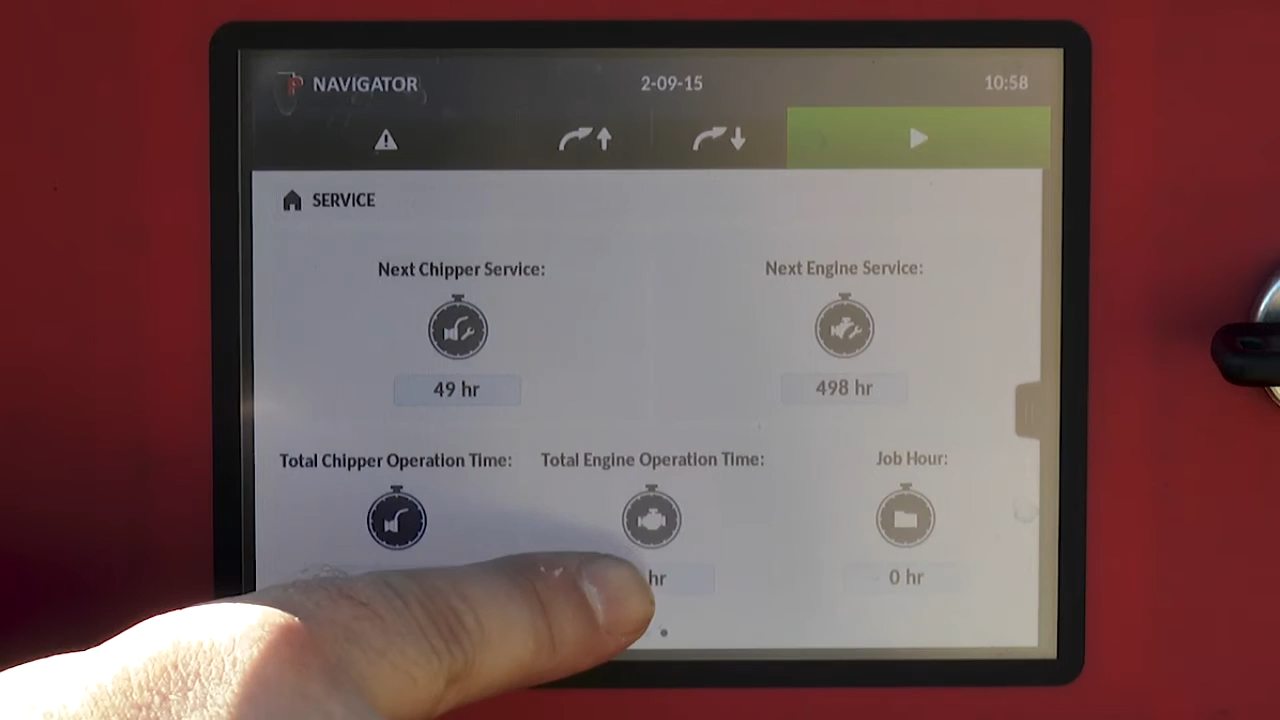 NAVIGATOR 2-09-15 10:58
SERVICE
Next Chipper Service: Next Engine Service:
49 hr 498 hr
Total Chipper Operation Time: Total Engine Operation Time: Job Hour:
hr 0 hr